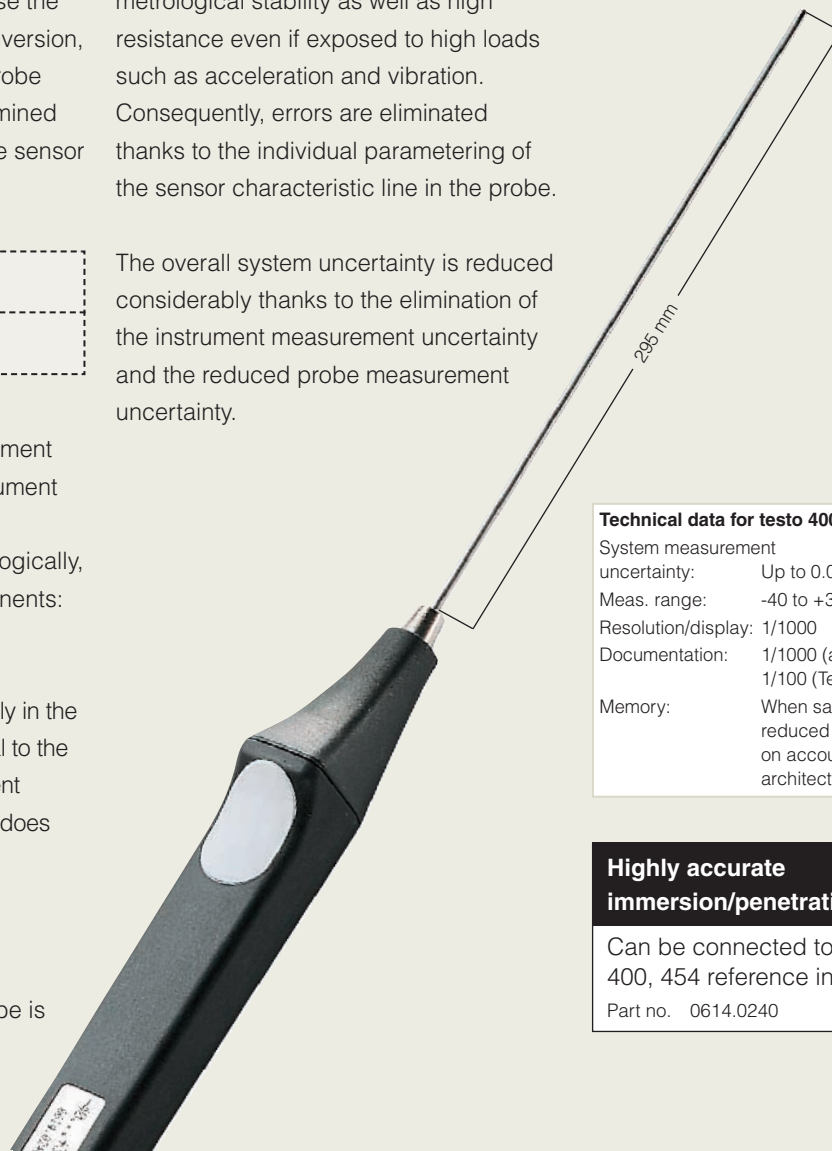 se the
version,
robe
mined
e sensor
ment
ument
ogically,
nents:
ly in the
l to the
ent
does
be is
metrological stability as well as high
resistance even if exposed to high loads
such as acceleration and vibration.
Consequently, errors are eliminated
thanks to the individual parametering of
the sensor characteristic line in the probe.
The overall system uncertainty is reduced
considerably thanks to the elimination of
the instrument measurement uncertainty
and the reduced probe measurement
uncertainty.
295 mm
Technical data for testo 400
System measurement
uncertainty: Up to 0.0
Meas. range: -40 to +3
Resolution/display: 1/1000
Documentation: 1/1000 (a
1/100 (Te
Memory: When sa
reduced
on accou
architect
Highly accurate
immersion/penetrati
Can be connected to
400, 454 reference in
Part no. 0614.0240